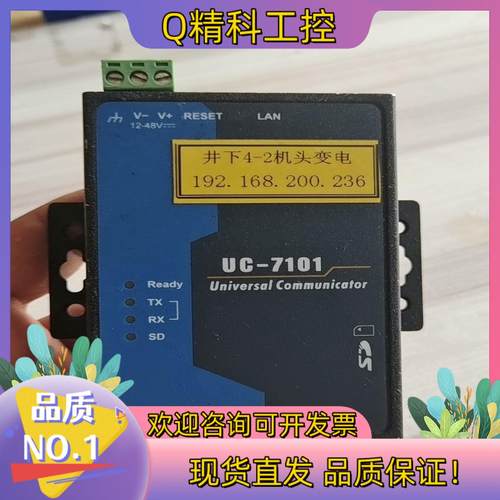 Q精科工控
V- V+ RESET LAN
12-48V
井下4-2机头变电
192.168.200.236
UC-7101
Universal Communicator
Ready
TX
RX
SD
CS
品质
NO.1
欢迎咨询可开发票
现货直发 品质保证！